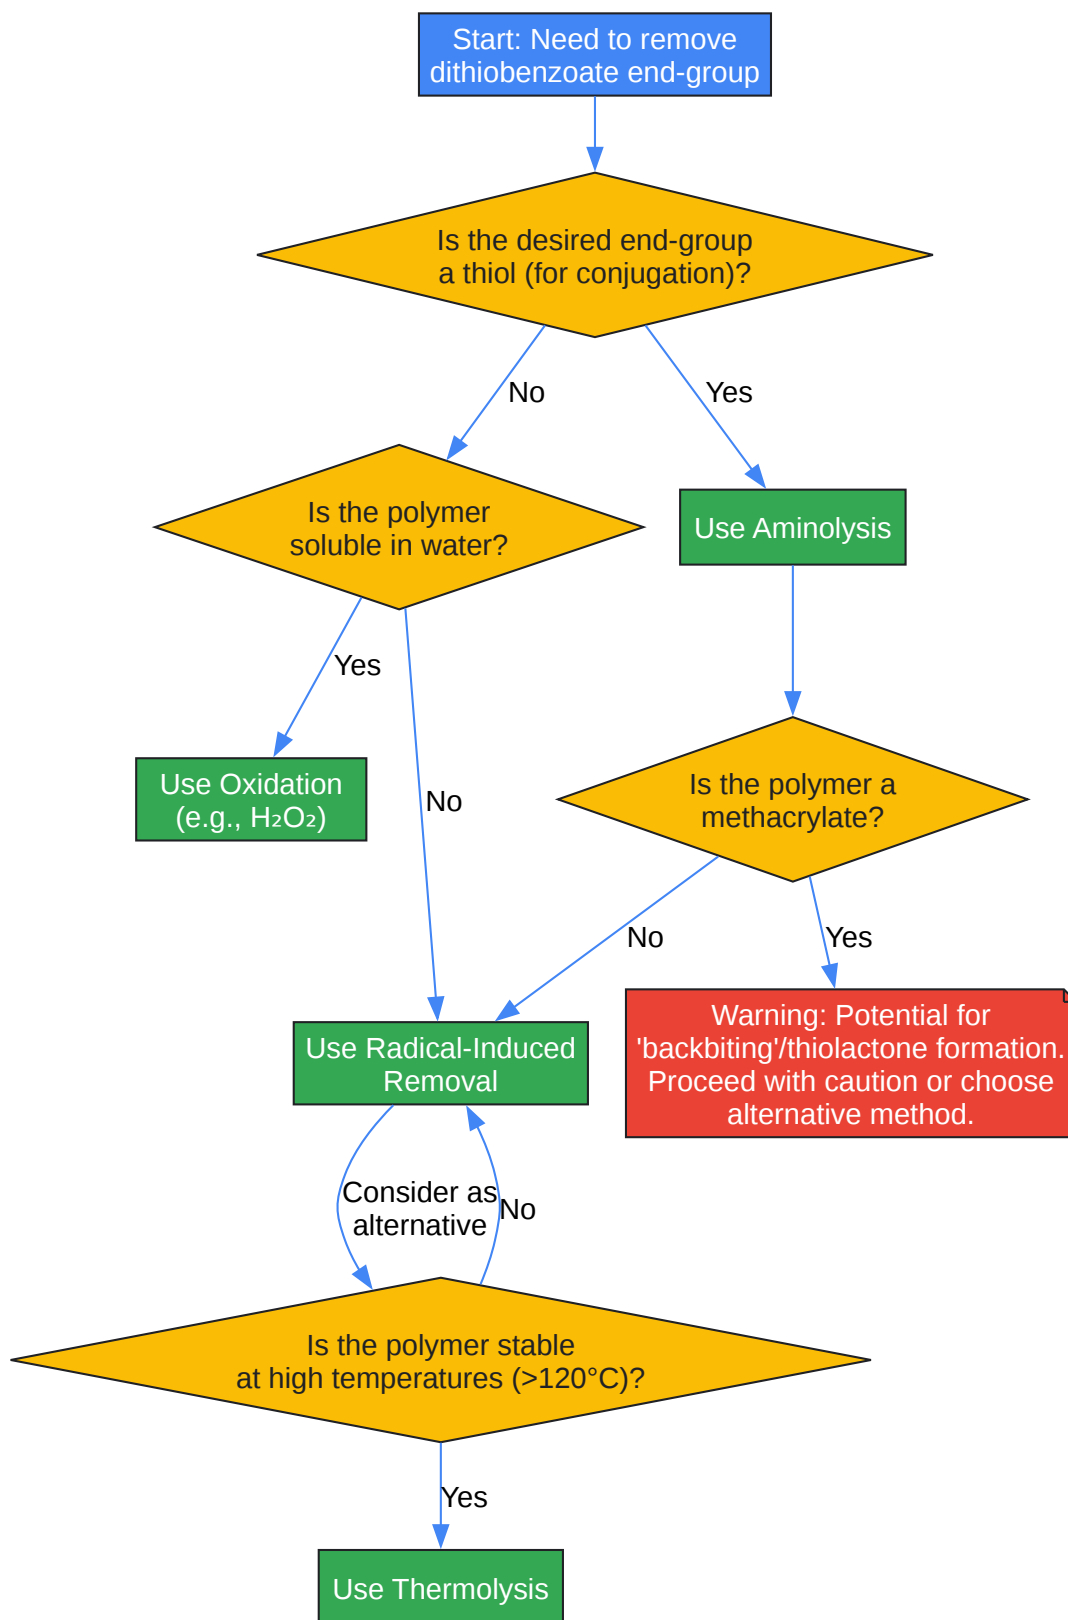 Start: Need to remove
dithiobenzoate end-group
Is the desired end-group
a thiol (for conjugation)?
No
Yes
Is the polymer
soluble in water?
Use Aminolysis
Yes
Use Oxidation
(e.g., H₂O₂)
No
Is the polymer a
methacrylate?
No
Yes
Use Radical-Induced
Removal
Warning: Potential for
'backbiting'/thiolactone formation.
Proceed with caution or choose
alternative method.
Consider as
alternative
No
Is the polymer stable
at high temperatures (>120°C)?
Yes
Use Thermolysis